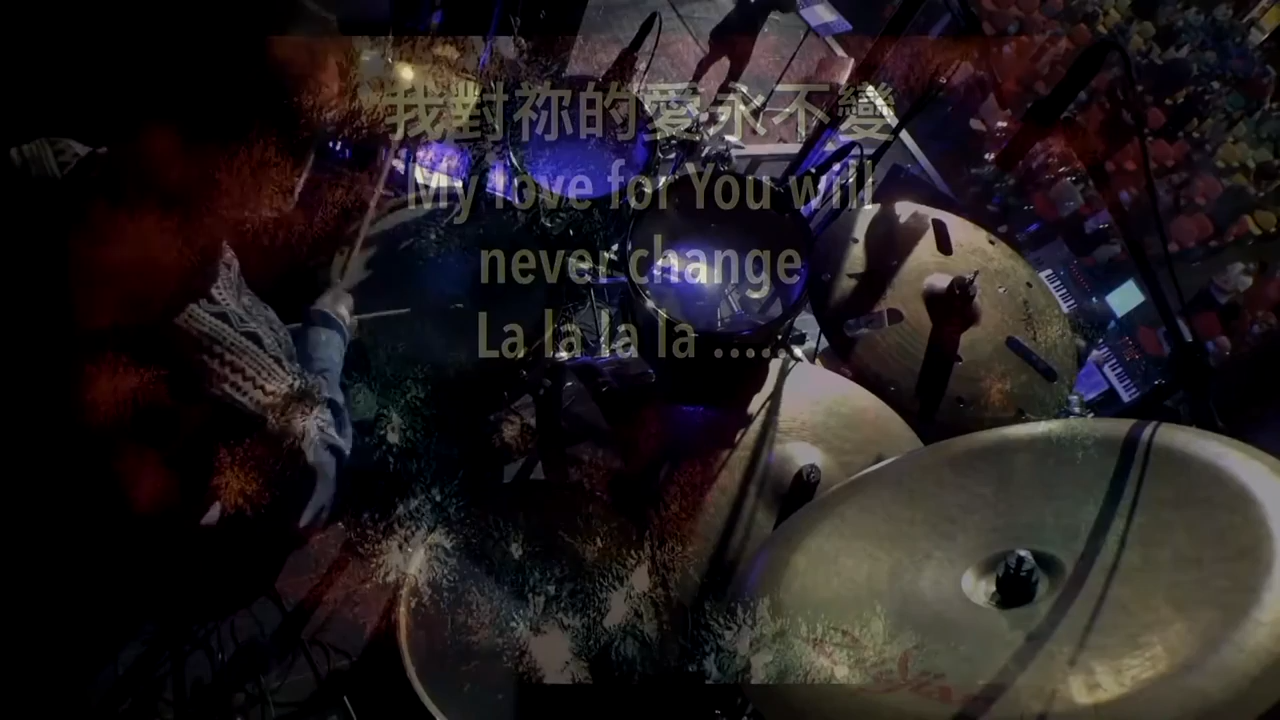 我對祢的愛永不變
My love for You will
never change
La la la la ......